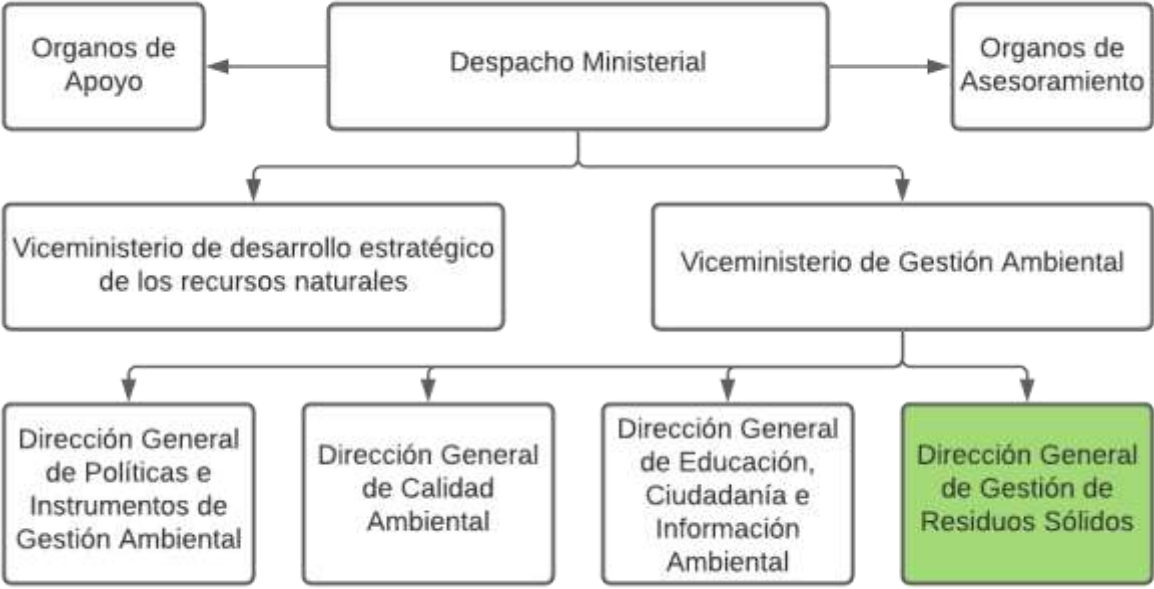 Organos de
Apoyo
Despacho Ministerial
Organos de
Asesoramiento
Viceministerio de desarrollo estratégico
de los recursos naturales
Viceministerio de Gestión Ambiental
Dirección General
de Políticas e
Instrumentos de
Gestión Ambiental
Dirección General
de Calidad
Ambiental
Dirección General
de Educación,
Ciudadanía e
Información
Ambiental
Dirección General
de Gestión de
Residuos Sólidos